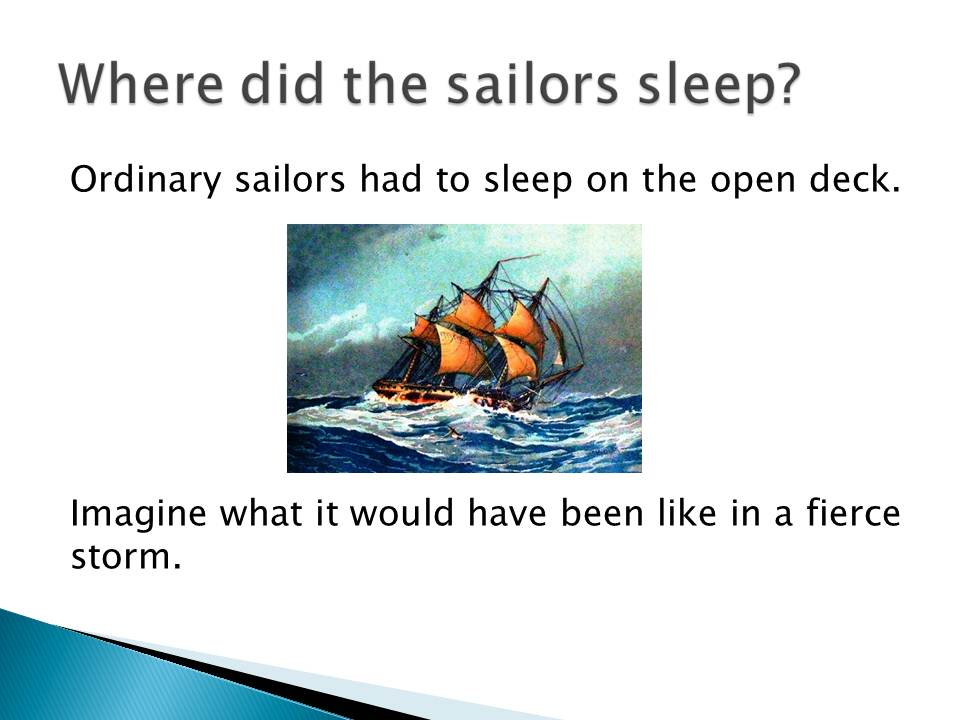 Where did the sailors sleep?
Ordinary sailors had to sleep on the open deck.
Imagine what it would have been like in a fierce
storm.